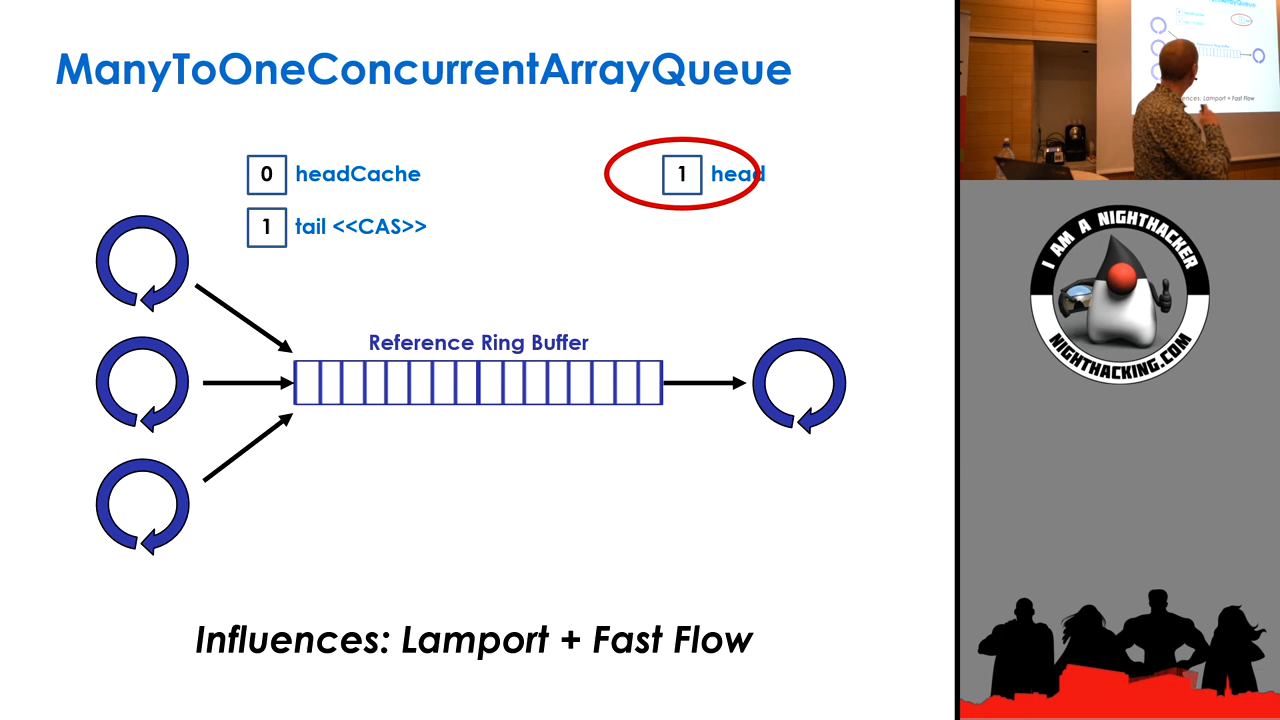 ManyToOneConcurrentArrayQueue
0 headCache
1 head
1 tail <<CAS>>
Reference Ring Buffer
Influences: Lamport + Fast Flow
I AM A NIGHTHACKER
NIGHTHACKING.COM